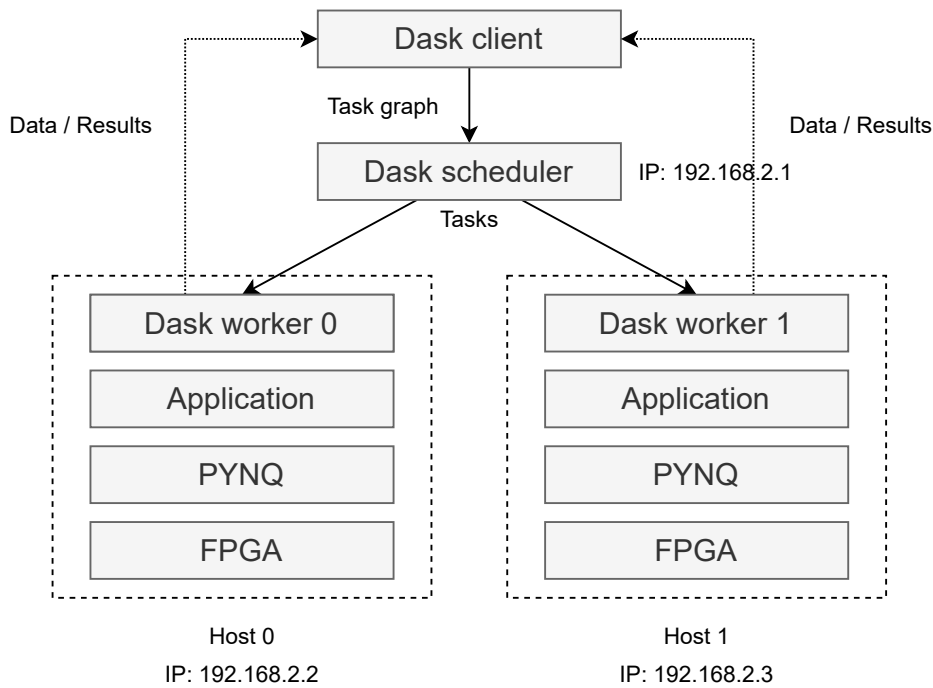 Dask client
Task graph
Data / Results
Data / Results
Dask scheduler
IP: 192.168.2.1
Tasks
Dask worker 0
Application
PYNQ
FPGA
Host 0
IP: 192.168.2.2
Dask worker 1
Application
PYNQ
FPGA
Host 1
IP: 192.168.2.3